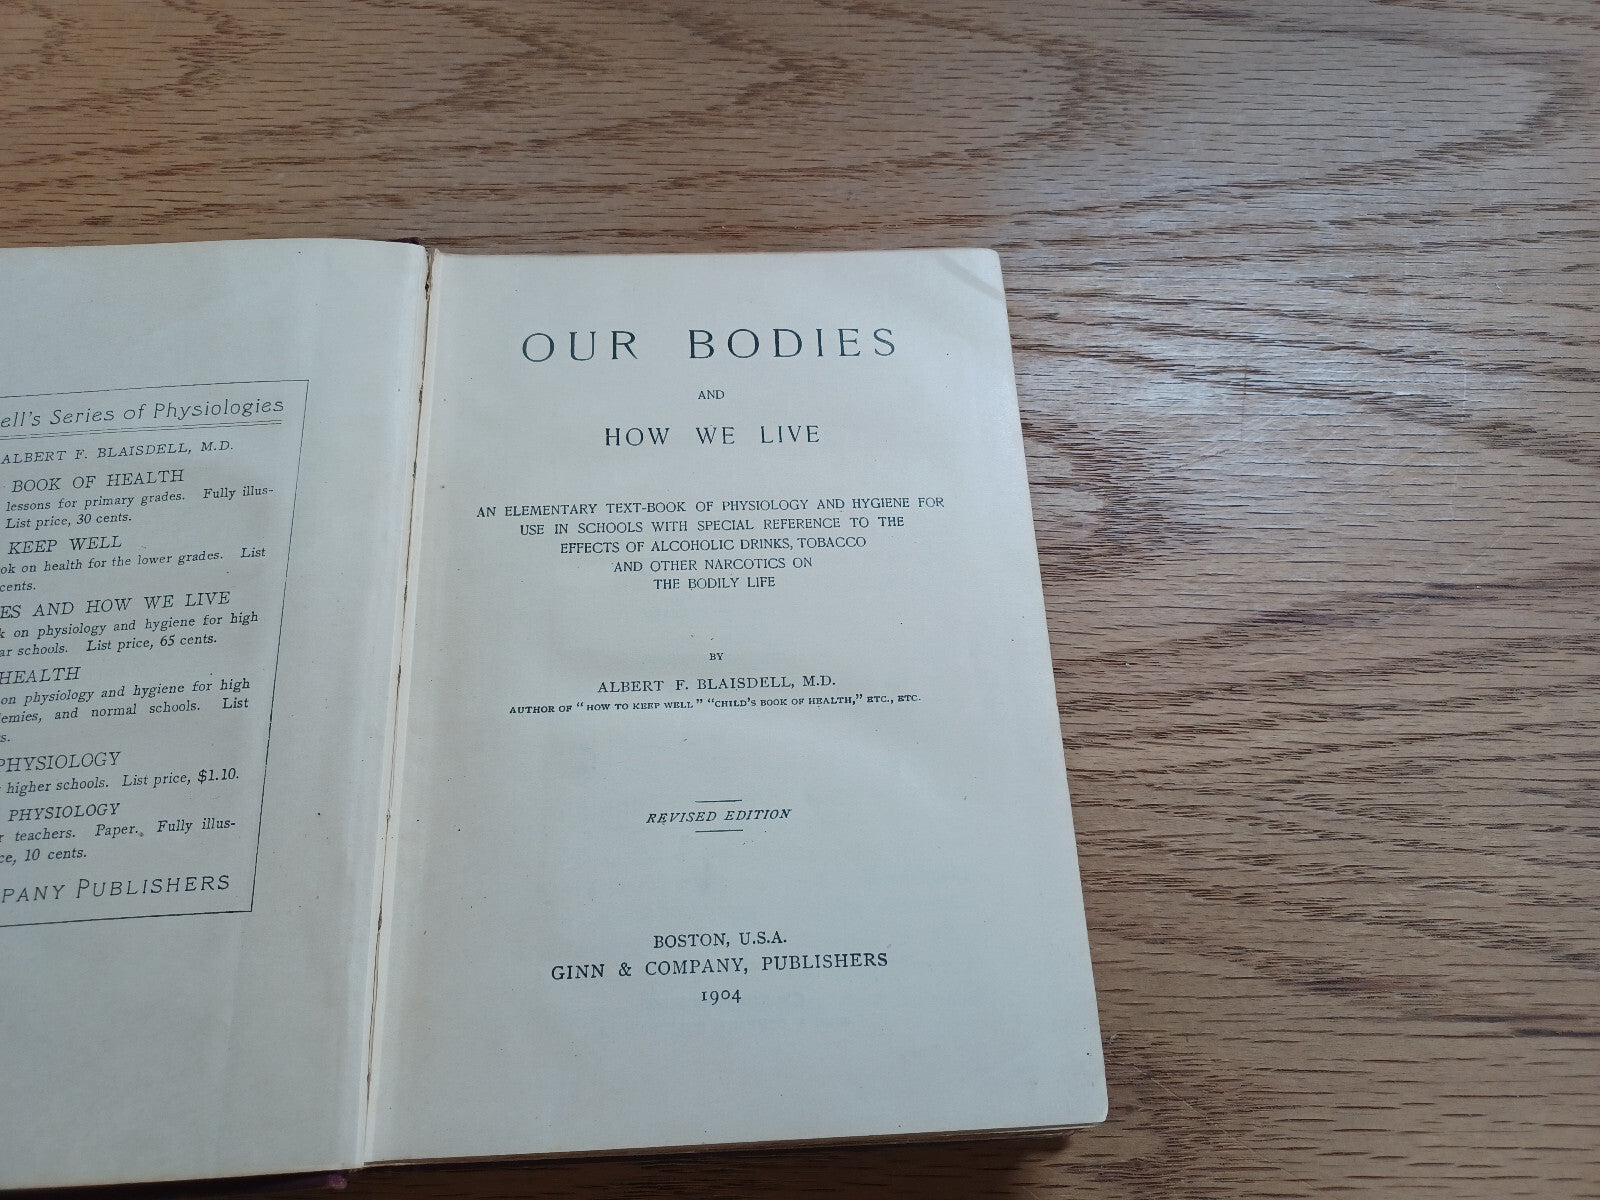 ell's Series of Physiologies
ALBERT F. BLAISDELL, M.D.
BOOK OF HEALTH
lessons for primary grades. Fully illus-
List price, 30 cents.
KEEP WELL
ok on health for the lower grades. List
cents.
ES AND HOW WE LIVE
k on physiology and hygiene for high
ar schools. List price, 65 cents.
HEALTH
on physiology and hygiene for high
emies, and normal schools. List
s.
PHYSIOLOGY
higher schools. List price, $1.10.
PHYSIOLOGY
r teachers. Paper. Fully illus-
ce, 10 cents.
PANY PUBLISHERS
OUR BODIES
AND
HOW WE LIVE
AN ELEMENTARY TEXT-BOOK OF PHYSIOLOGY AND HYGIENE FOR
USE IN SCHOOLS WITH SPECIAL REFERENCE TO THE
EFFECTS OF ALCOHOLIC DRINKS, TOBACCO
AND OTHER NARCOTICS ON
THE BODILY LIFE
BY
ALBERT F. BLAISDELL, M.D.
AUTHOR OF "HOW TO KEEP WELL" "CHILD'S BOOK OF HEALTH," ETC., ETC.
REVISED EDITION
BOSTON, U.S.A.
GINN & COMPANY, PUBLISHERS
1904